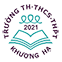 TRƯỜNG TH-THCS-THPT
2021
KHƯƠNG HẠ